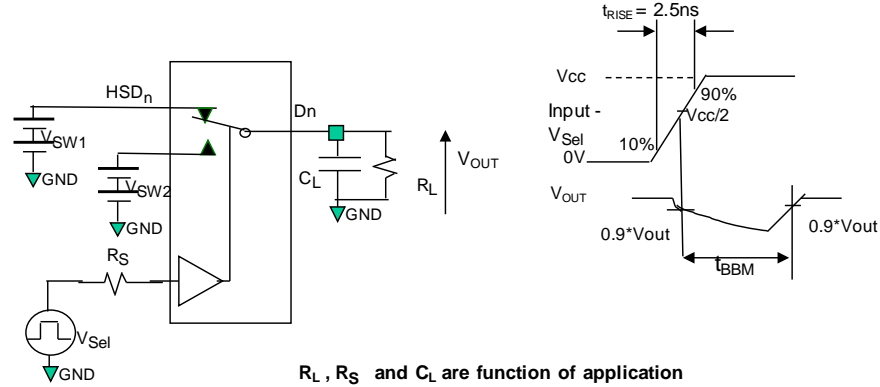 tRISE = 2.5ns
Vcc
HSDn
Dn
90%
Input -
Vcc/2
VSW1
VOUT
VSel
10%
CL
0V
RL
GND
VSW2
GND
VOUT
GND
0.9*Vout
0.9*Vout
RS
tBBM
VSel
GND
RL , RS and CL are function of application